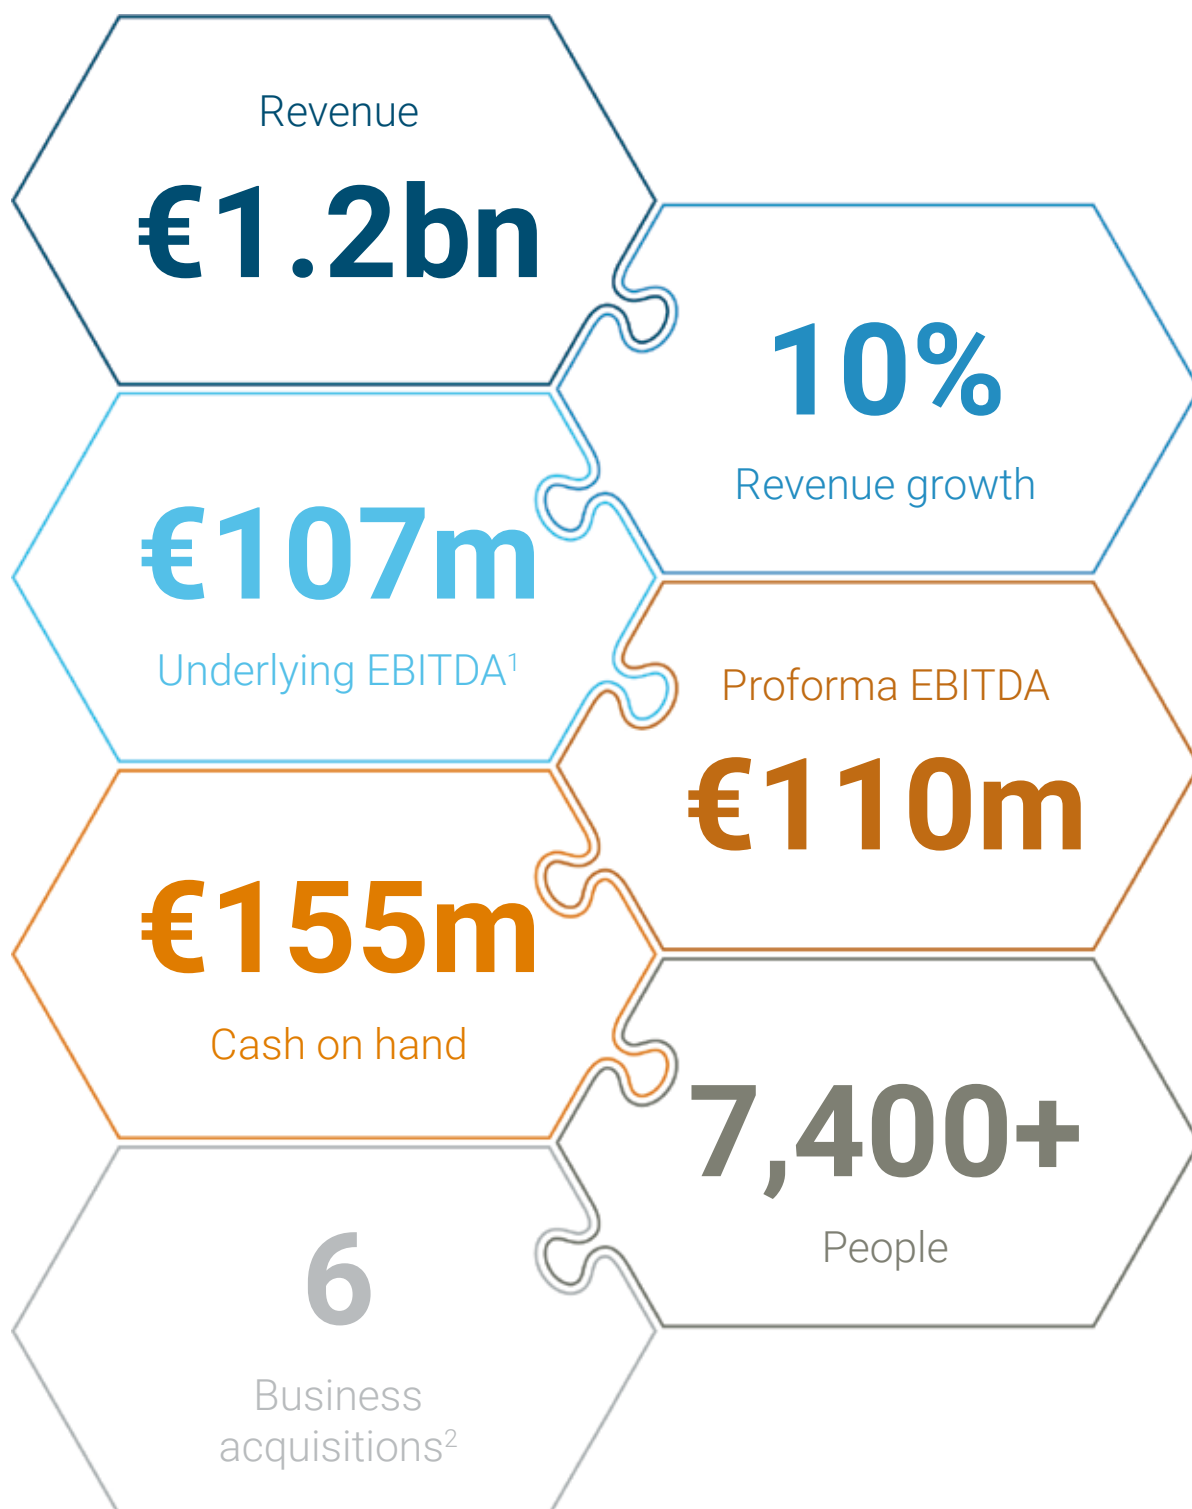 Revenue
€1.2bn
10%
Revenue growth
€107m
Underlying EBITDA¹
Proforma EBITDA
€110m
€155m
Cash on hand
7,400+
People
6
Business
acquisitions²